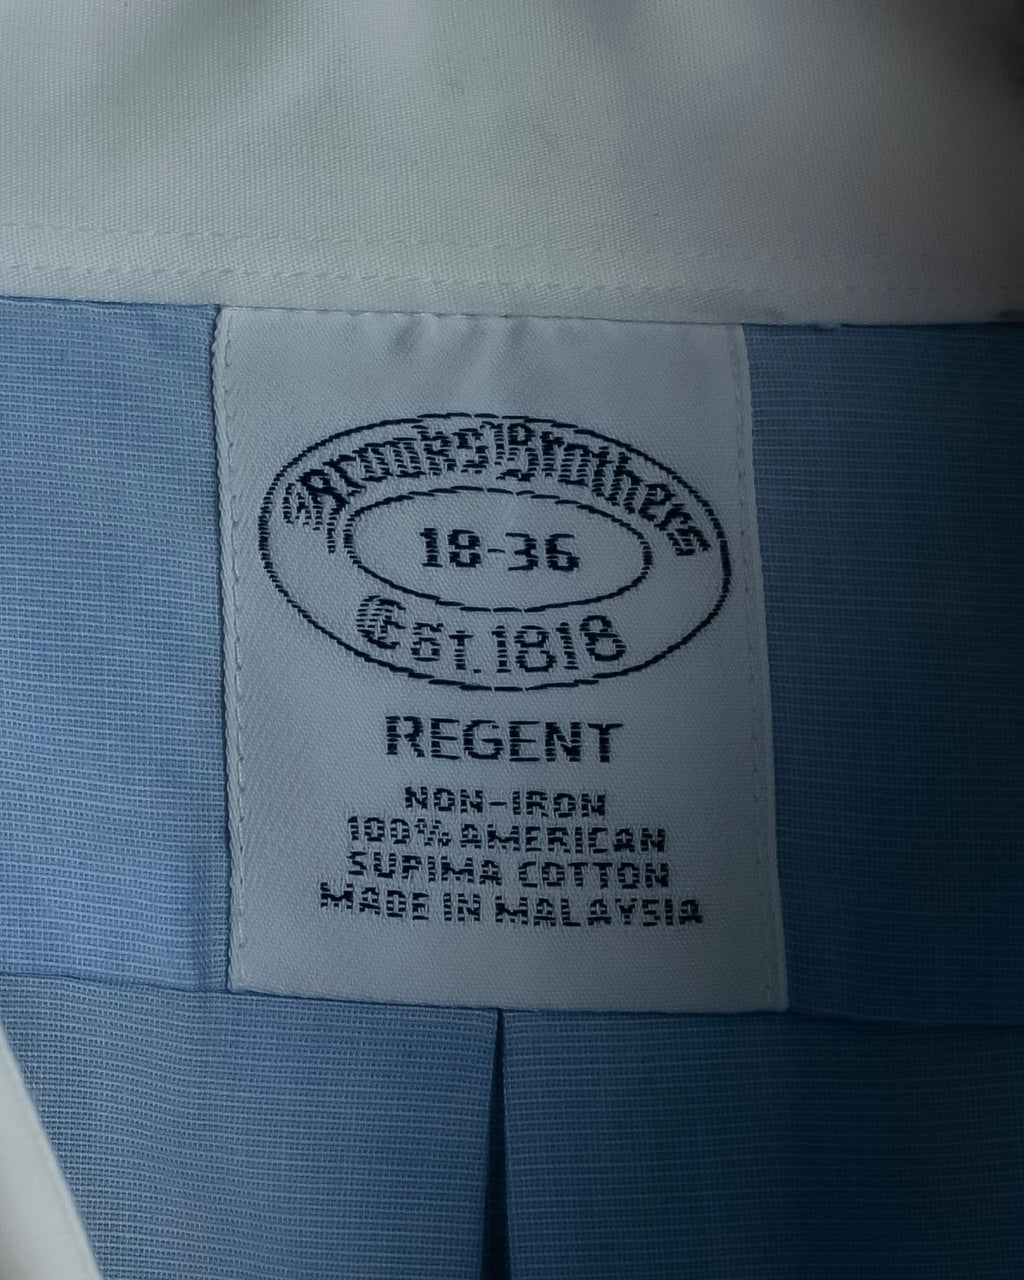 Brooks Brothers
18-36
Est. 1818
REGENT
NON-IRON
100% AMERICAN
SUPIMA COTTON
MADE IN MALAYSIA